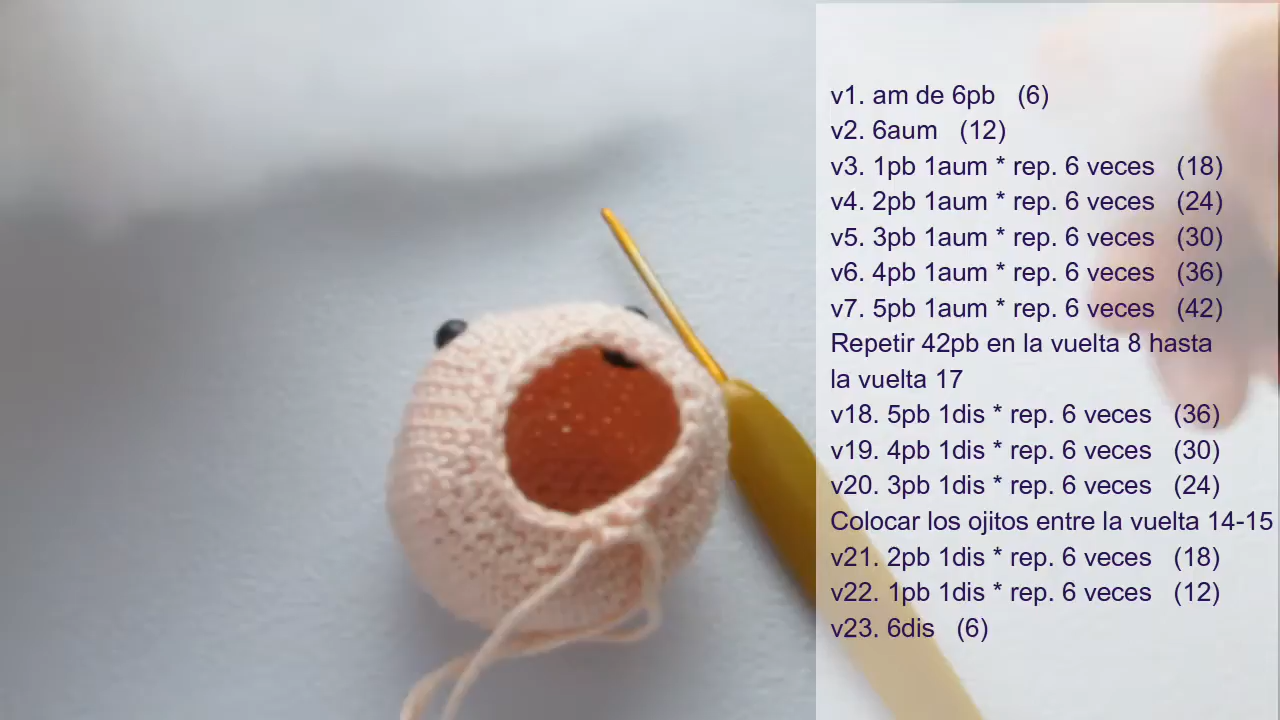 v1. am de 6pb (6)
v2. 6aum (12)
v3. 1pb 1aum * rep. 6 veces (18)
v4. 2pb 1aum * rep. 6 veces (24)
v5. 3pb 1aum * rep. 6 veces (30)
v6. 4pb 1aum * rep. 6 veces (36)
v7. 5pb 1aum * rep. 6 veces (42)
Repetir 42pb en la vuelta 8 hasta
la vuelta 17
v18. 5pb 1dis * rep. 6 veces (36)
v19. 4pb 1dis * rep. 6 veces (30)
v20. 3pb 1dis * rep. 6 veces (24)
Colocar los ojitos entre la vuelta 14-15
v21. 2pb 1dis * rep. 6 veces (18)
v22. 1pb 1dis * rep. 6 veces (12)
v23. 6dis (6)